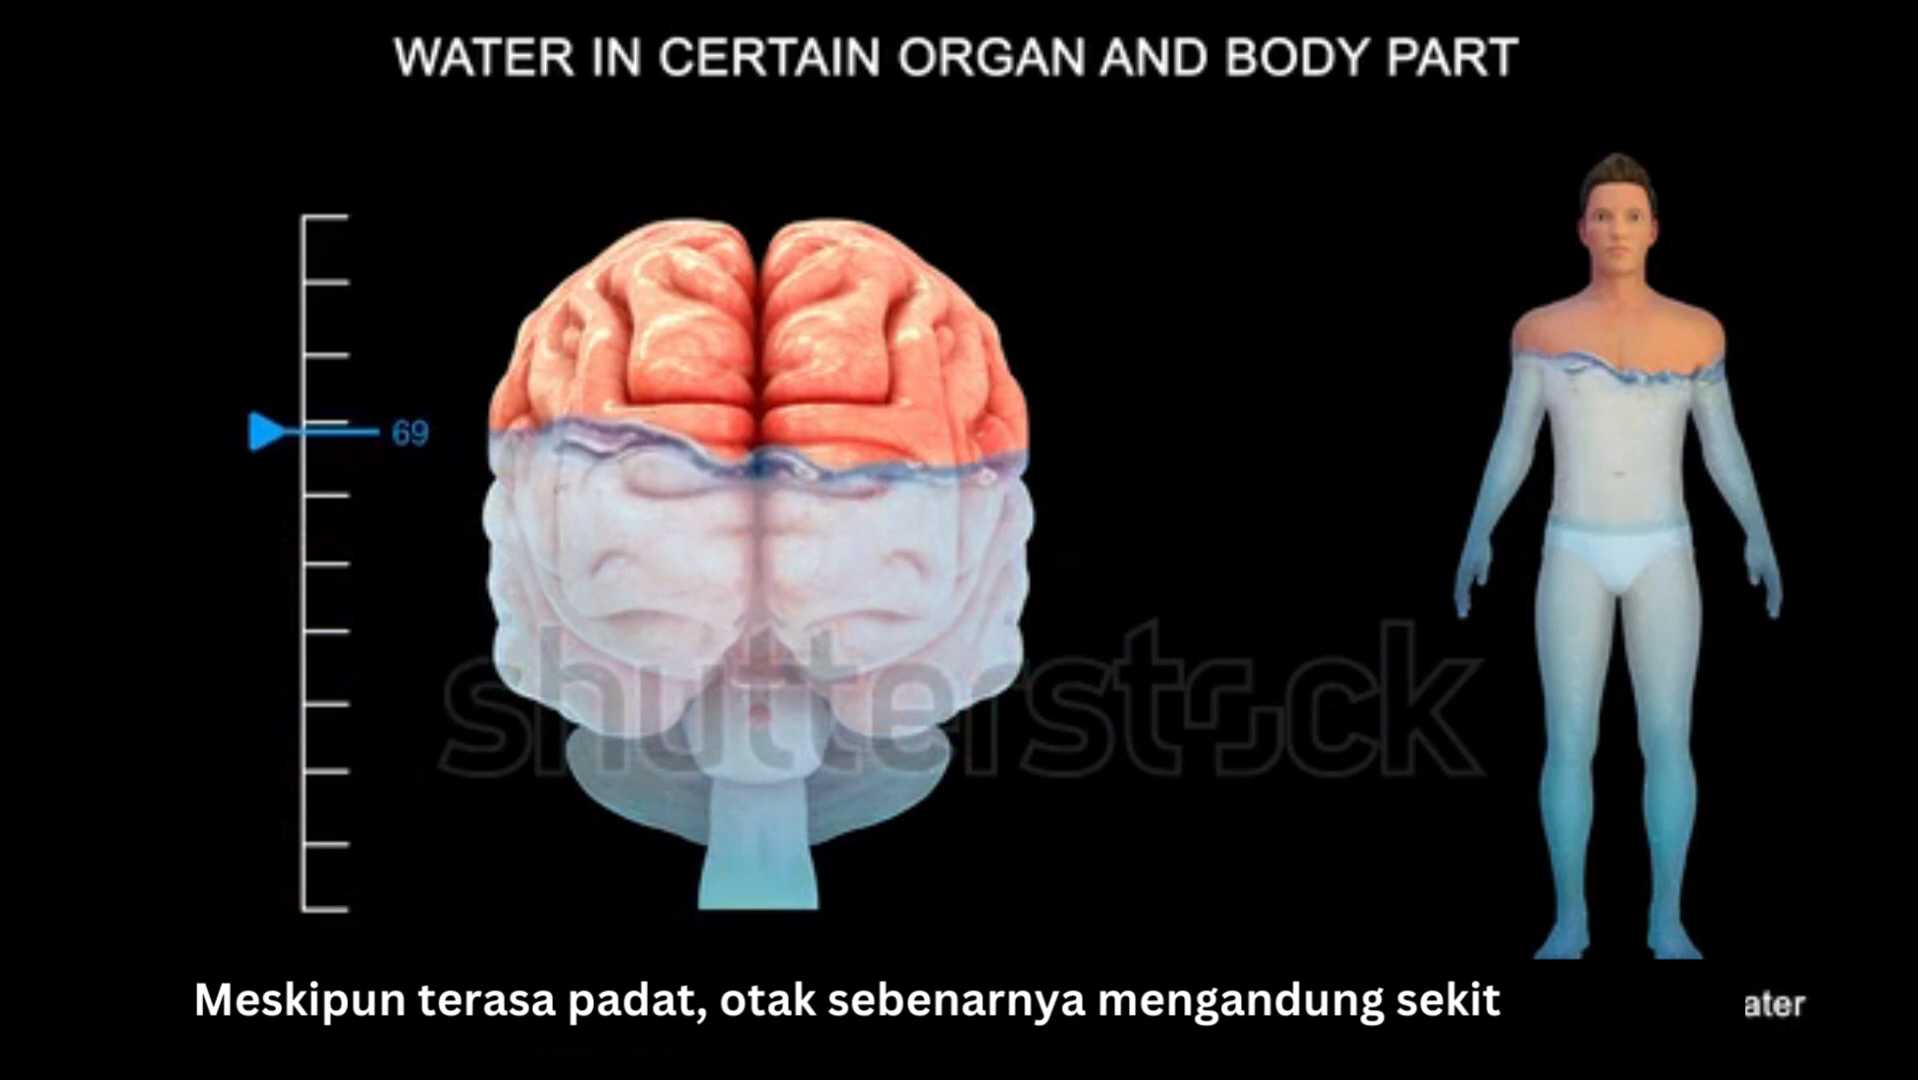 WATER IN CERTAIN ORGAN AND BODY PART
69
shutterstock
Meskipun terasa padat, otak sebenarnya mengandung sekit
ater